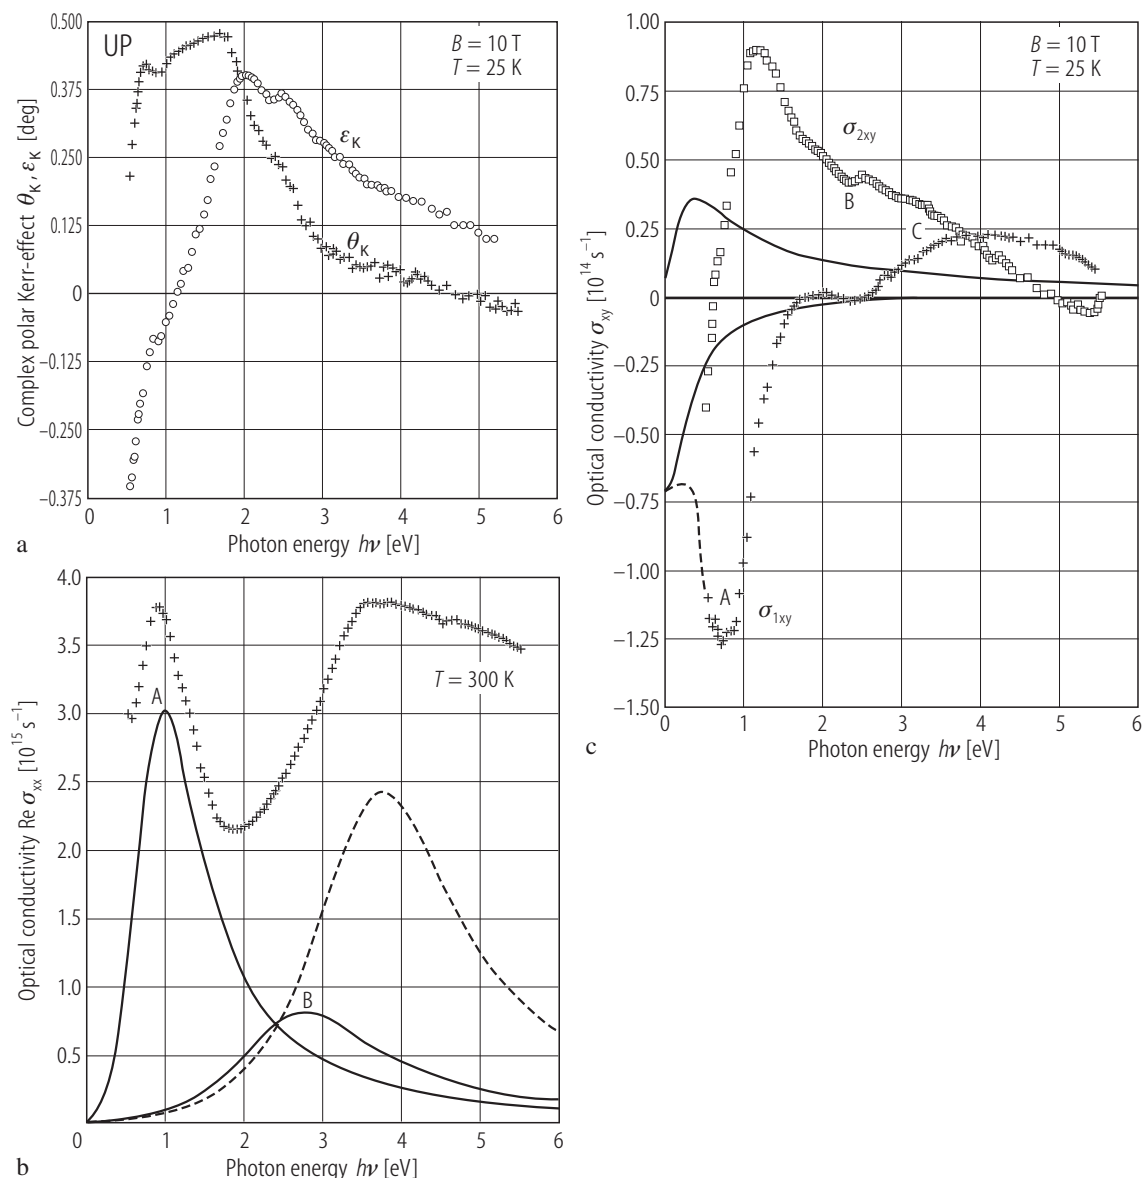 UP
B = 10 T
T = 25 K
Complex polar Kerr-effect θK, εK [deg]
0.500
0.375
0.250
0.125
0
−0.125
−0.250
−0.375
εK
θK
0 1 2 3 4 5 6
Photon energy hν [eV]
a
Optical conductivity Re σxx [10¹⁵ s⁻¹]
4.0
3.5
3.0
2.5
2.0
1.5
1.0
0.5
A
T = 300 K
B
0 1 2 3 4 5 6
Photon energy hν [eV]
b
Optical conductivity σxy [10¹⁴ s⁻¹]
1.00
0.75
0.50
0.25
0
−0.25
−0.50
−0.75
−1.00
−1.25
−1.50
B = 10 T
T = 25 K
σ2xy
B
C
A
σ1xy
0 1 2 3 4 5 6
Photon energy hν [eV]
c